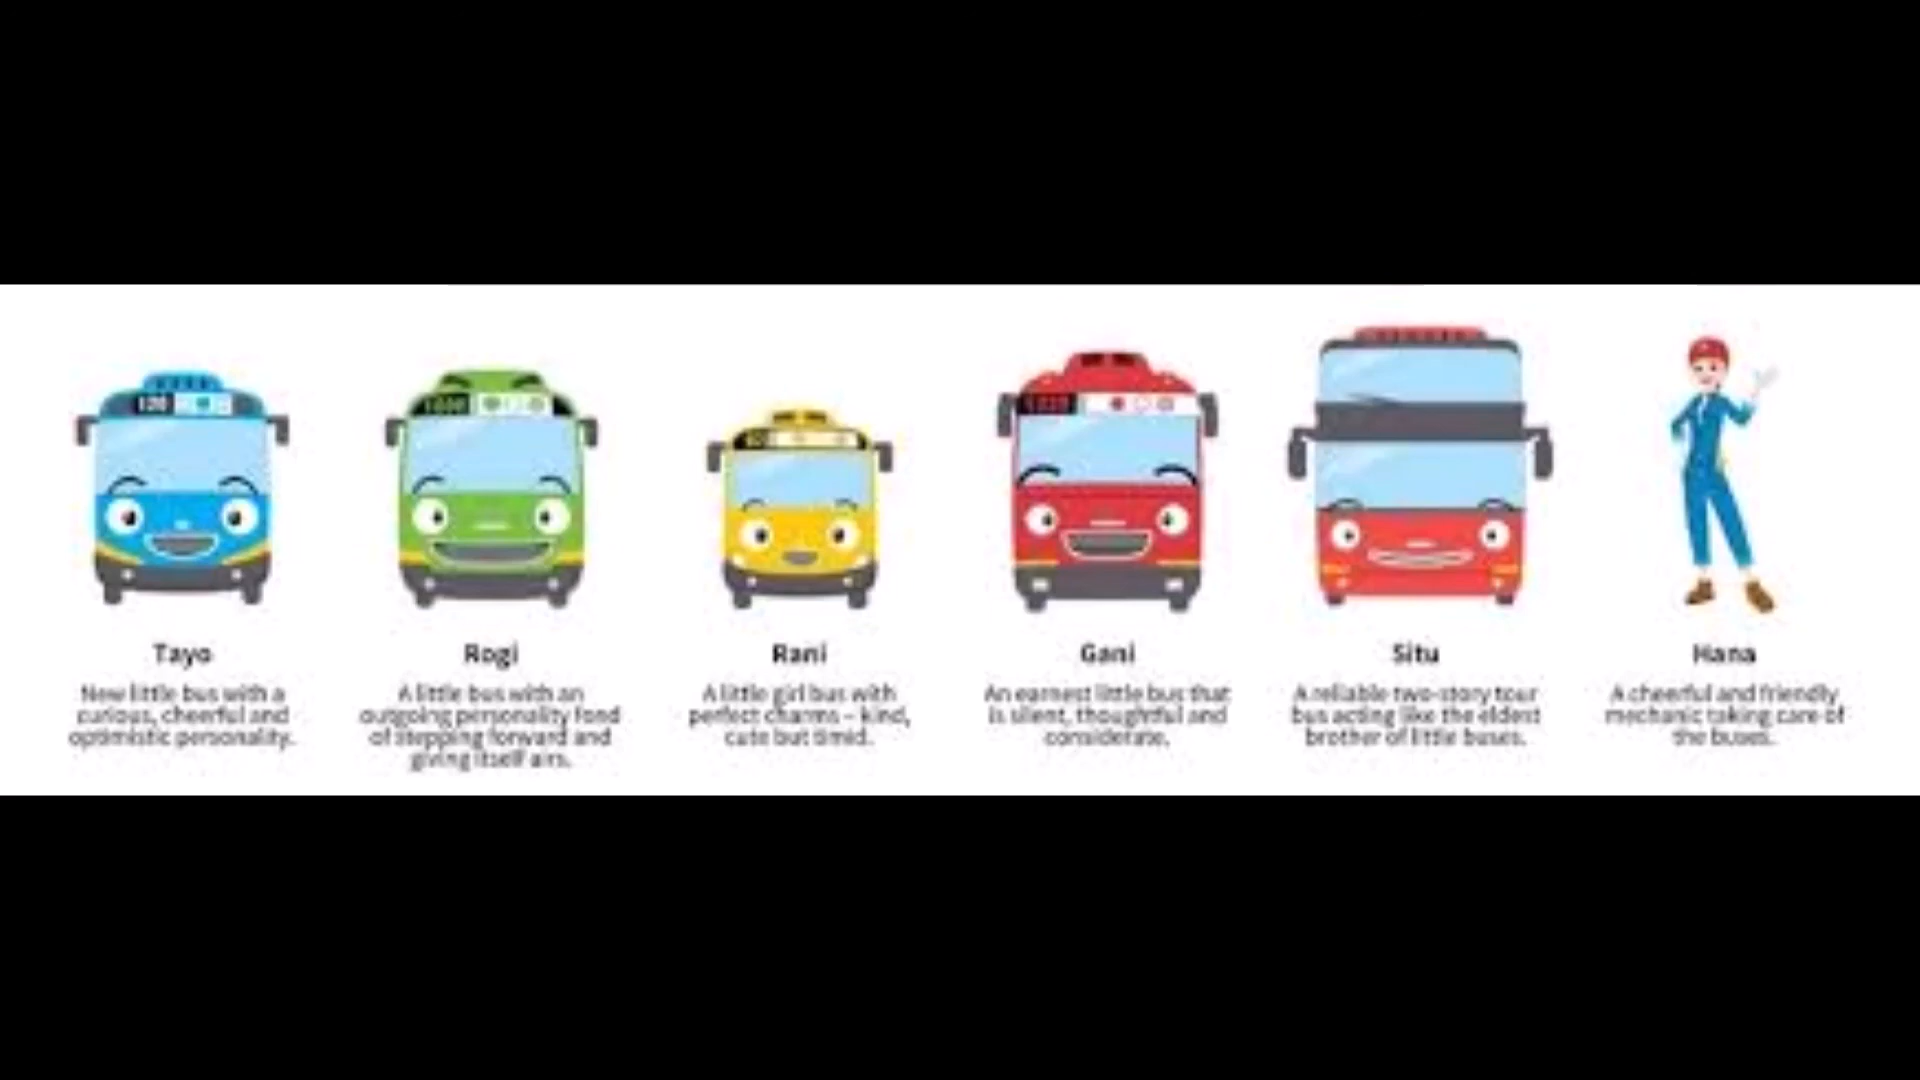 120
Tayo
New little bus with a
curious, cheerful and
optimistic personality.
Rogi
A little bus with an
outgoing personality fond
of stepping forward and
giving itself airs.
Rani
A little girl bus with
perfect charms – kind,
cute but timid.
Gani
An earnest little bus that
is silent, thoughtful and
considerate.
Situ
A reliable two-story tour
bus acting like the eldest
brother of little buses.
Hana
A cheerful and friendly
mechanic taking care of
the buses.